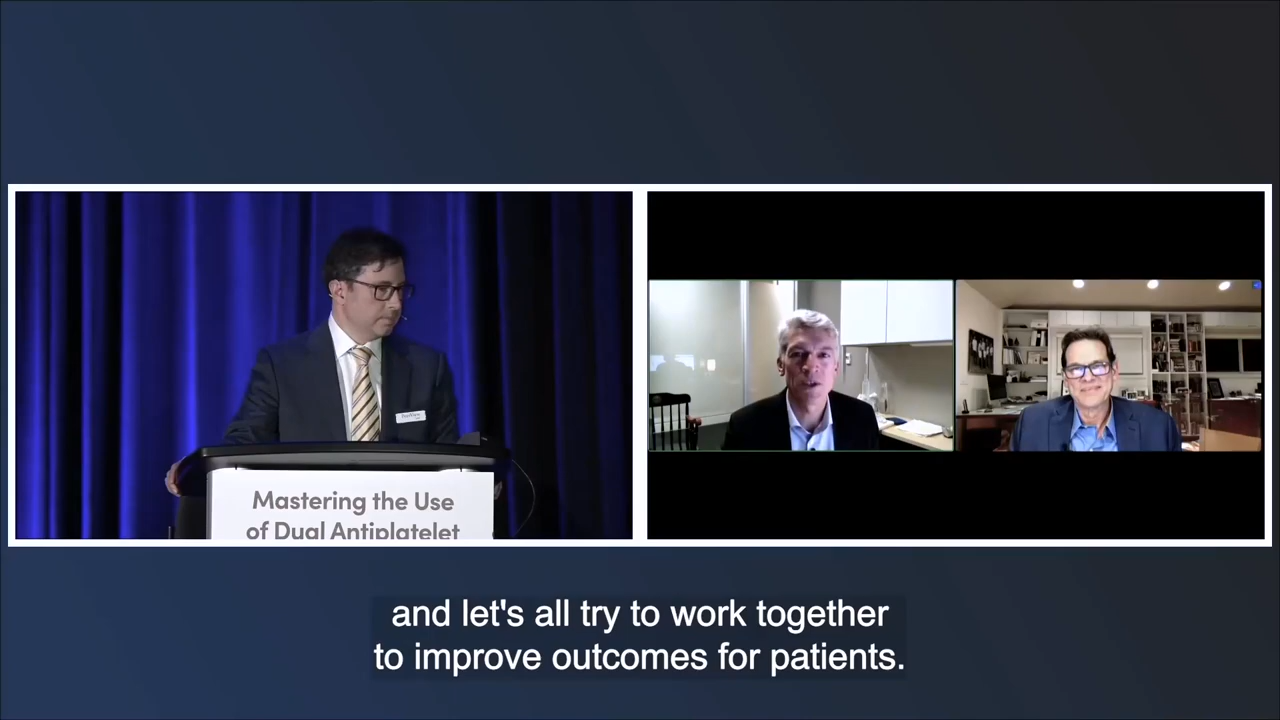 Mastering the Use
of Dual Antiplatelet
and let's all try to work together
to improve outcomes for patients.